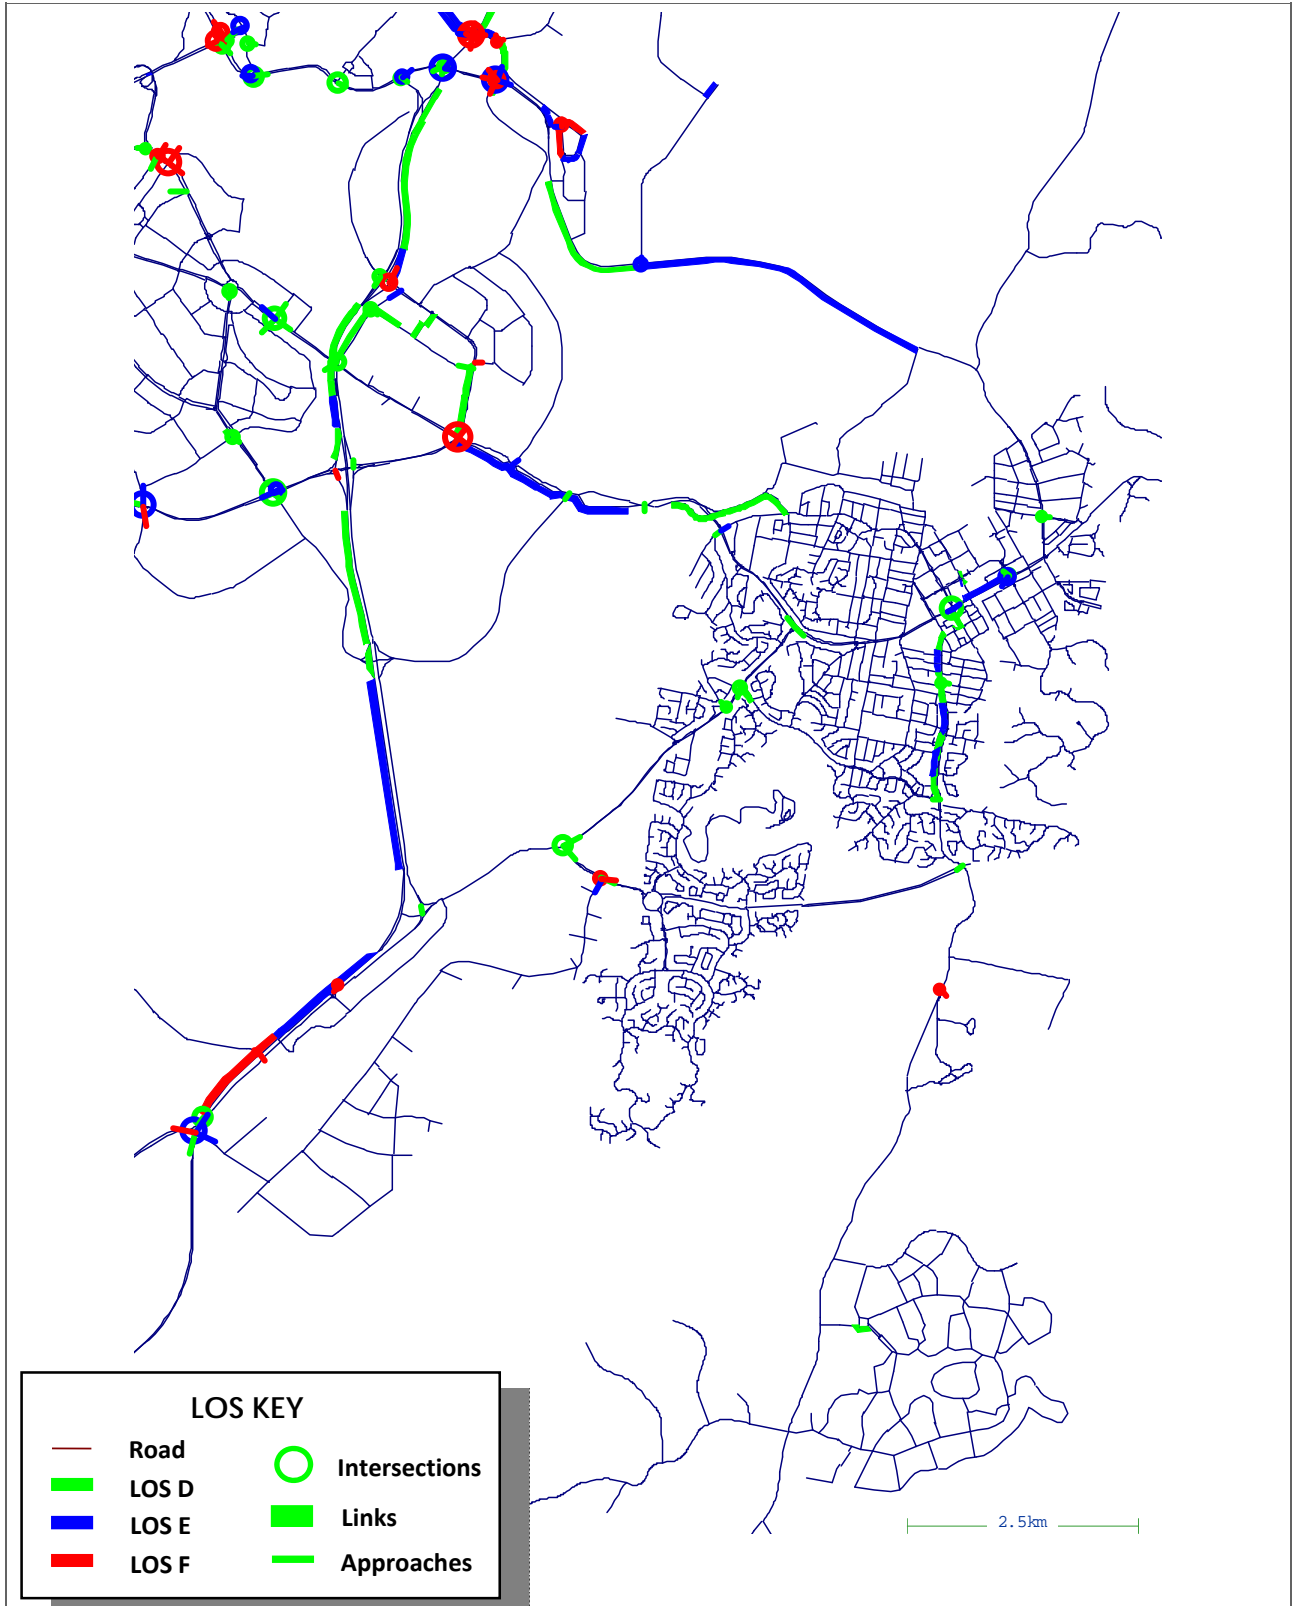 LOS KEY
Road
LOS D
LOS E
LOS F
Intersections
Links
Approaches
2.5km